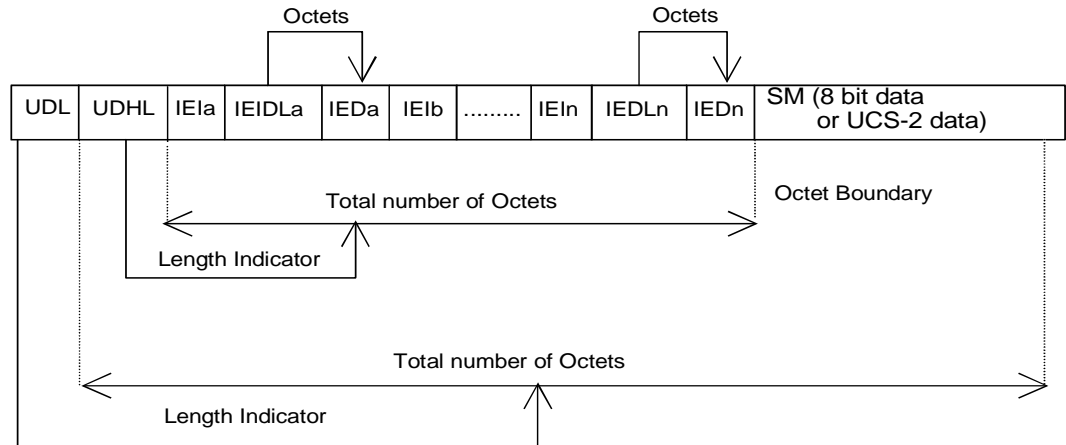 Octets Octets
UDL UDHL IEIa IEIDLa IEDa IEIb ......... IEIn IEDLn IEDn SM (8 bit data
or UCS-2 data)
Total number of Octets Octet Boundary
Length Indicator
Total number of Octets
Length Indicator